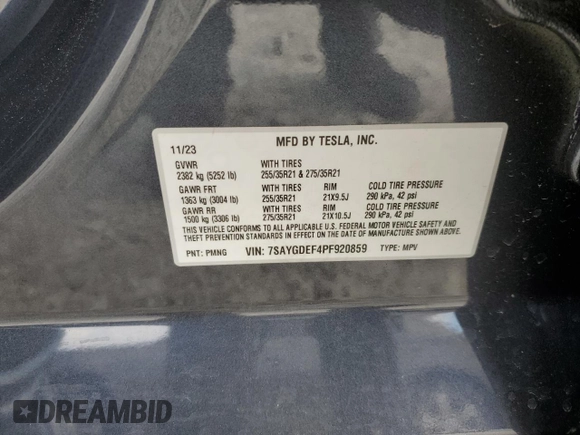 MFD BY TESLA, INC.
11/23
GVWR WITH TIRES
2382 kg (5252 lb) 255/35R21 & 275/35R21
GAWR FRT WITH TIRES RIM COLD TIRE PRESSURE
1363 kg (3004 lb) 255/35R21 21X9.5J 290 kPa, 42 psi
GAWR RR WITH TIRES RIM COLD TIRE PRESSURE
1500 kg (3306 lb) 275/35R21 21X10.5J 290 kPa, 42 psi
THIS VEHICLE CONFORMS TO ALL APPLICABLE U.S. FEDERAL MOTOR VEHICLE SAFETY AND
THEFT PREVENTION STANDARDS IN EFFECT ON THE DATE OF MANUFACTURE SHOWN ABOVE.
PNT: PMNG VIN: 7SAYGDEF4PF920859 TYPE: MPV
DREAMBID